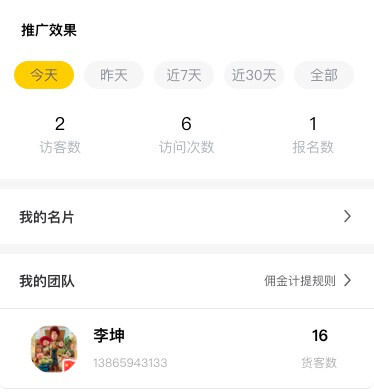 推广效果
今天 昨天 近7天 近30天 全部
2 6 1
访客数 访问次数 报名数
我的名片
我的团队 佣金计提规则
李坤 16
13865943133 货客数